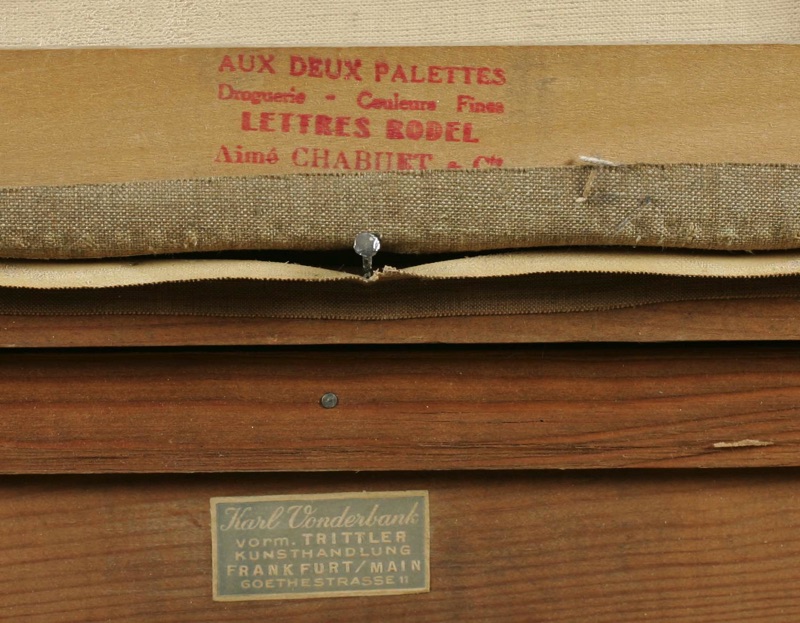 AUX DEUX PALETTES
Droguerie - Couleurs Fines
LETTRES RODEL
Aimé CHABUET & Cie
Karl Vonderbank
vorm. TRITTLER
KUNSTHANDLUNG
FRANKFURT/MAIN
GOETHESTRASSE 11